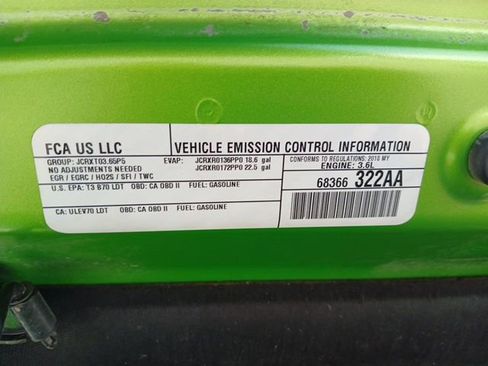 FCA US LLC
VEHICLE EMISSION CONTROL INFORMATION
GROUP: JCRXT03.65P5
NO ADJUSTMENTS NEEDED
EGR / EGRC / HO2S / SFI / TWC
EVAP: JCRXR0136PP0 18.6 gal
JCRXR0172PP0 22.5 gal
CONFORMS TO REGULATIONS: 2018 MY
ENGINE: 3.6L
U.S. EPA: T3 B70 LDT OBD: CA OBD II FUEL: GASOLINE
CA: ULEV70 LDT OBD: CA OBD II FUEL: GASOLINE
68366 322AA